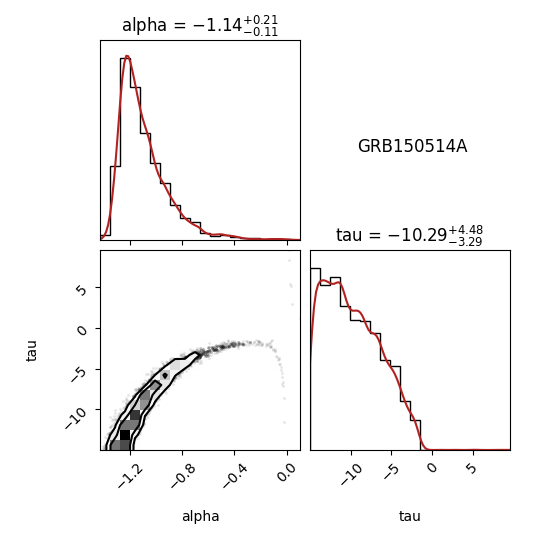 alpha = −1.14+0.21−0.11
GRB150514A
tau = −10.29+4.48−3.29
5
0
−5
−10
tau
−1.2 −0.8 −0.4 0.0
−10 −5 0 5
alpha
tau